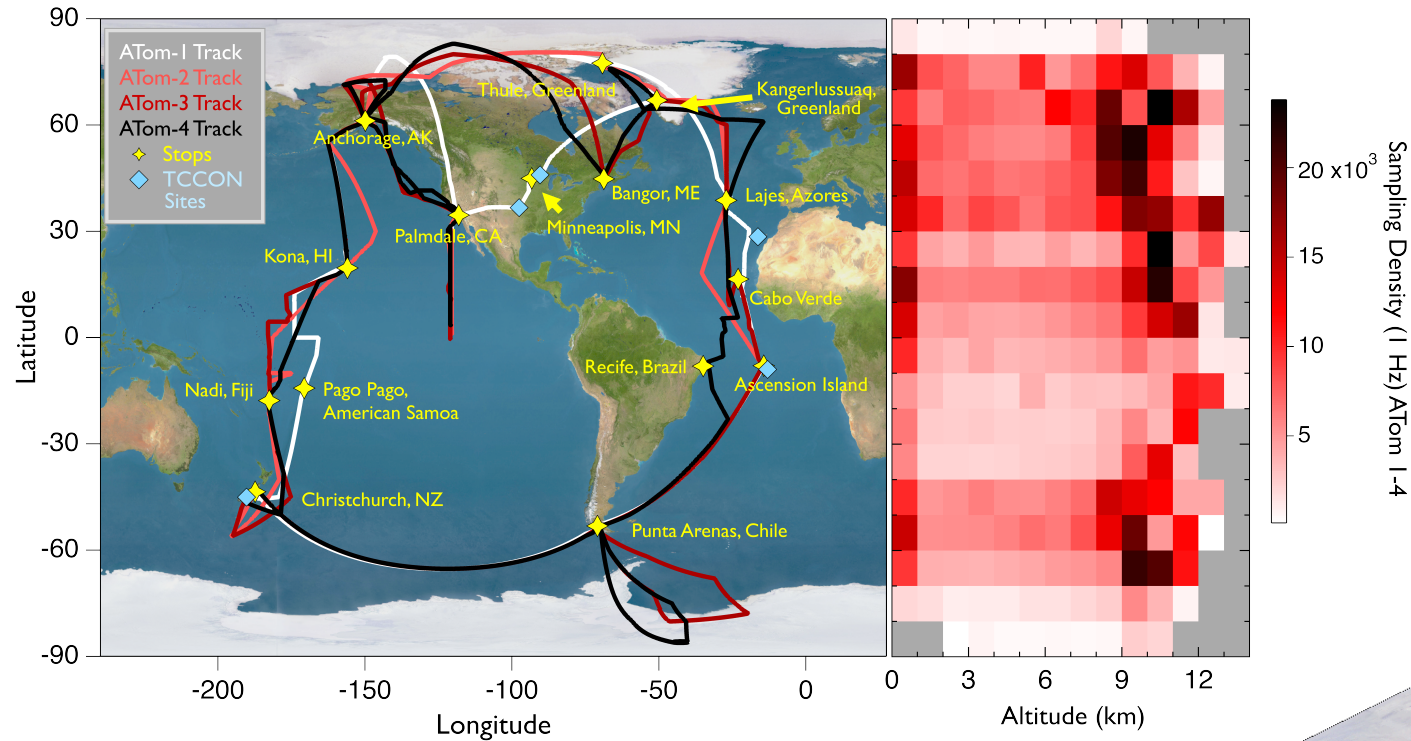 ATom-1 Track
ATom-2 Track
ATom-3 Track
ATom-4 Track
Stops
TCCON
Sites
Thule, Greenland
Kangerlussuaq,
Greenland
Anchorage, AK
Bangor, ME
Lajes, Azores
Minneapolis, MN
Palmdale, CA
Kona, HI
Cabo Verde
Recife, Brazil
Ascension Island
Nadi, Fiji
Pago Pago,
American Samoa
Christchurch, NZ
Punta Arenas, Chile
90
60
30
0
-30
-60
-90
Latitude
-200
-150
-100
-50
0
Longitude
0
3
6
9
12
Altitude (km)
20 x10³
15
10
5
Sampling Density (1 Hz) ATom 1-4